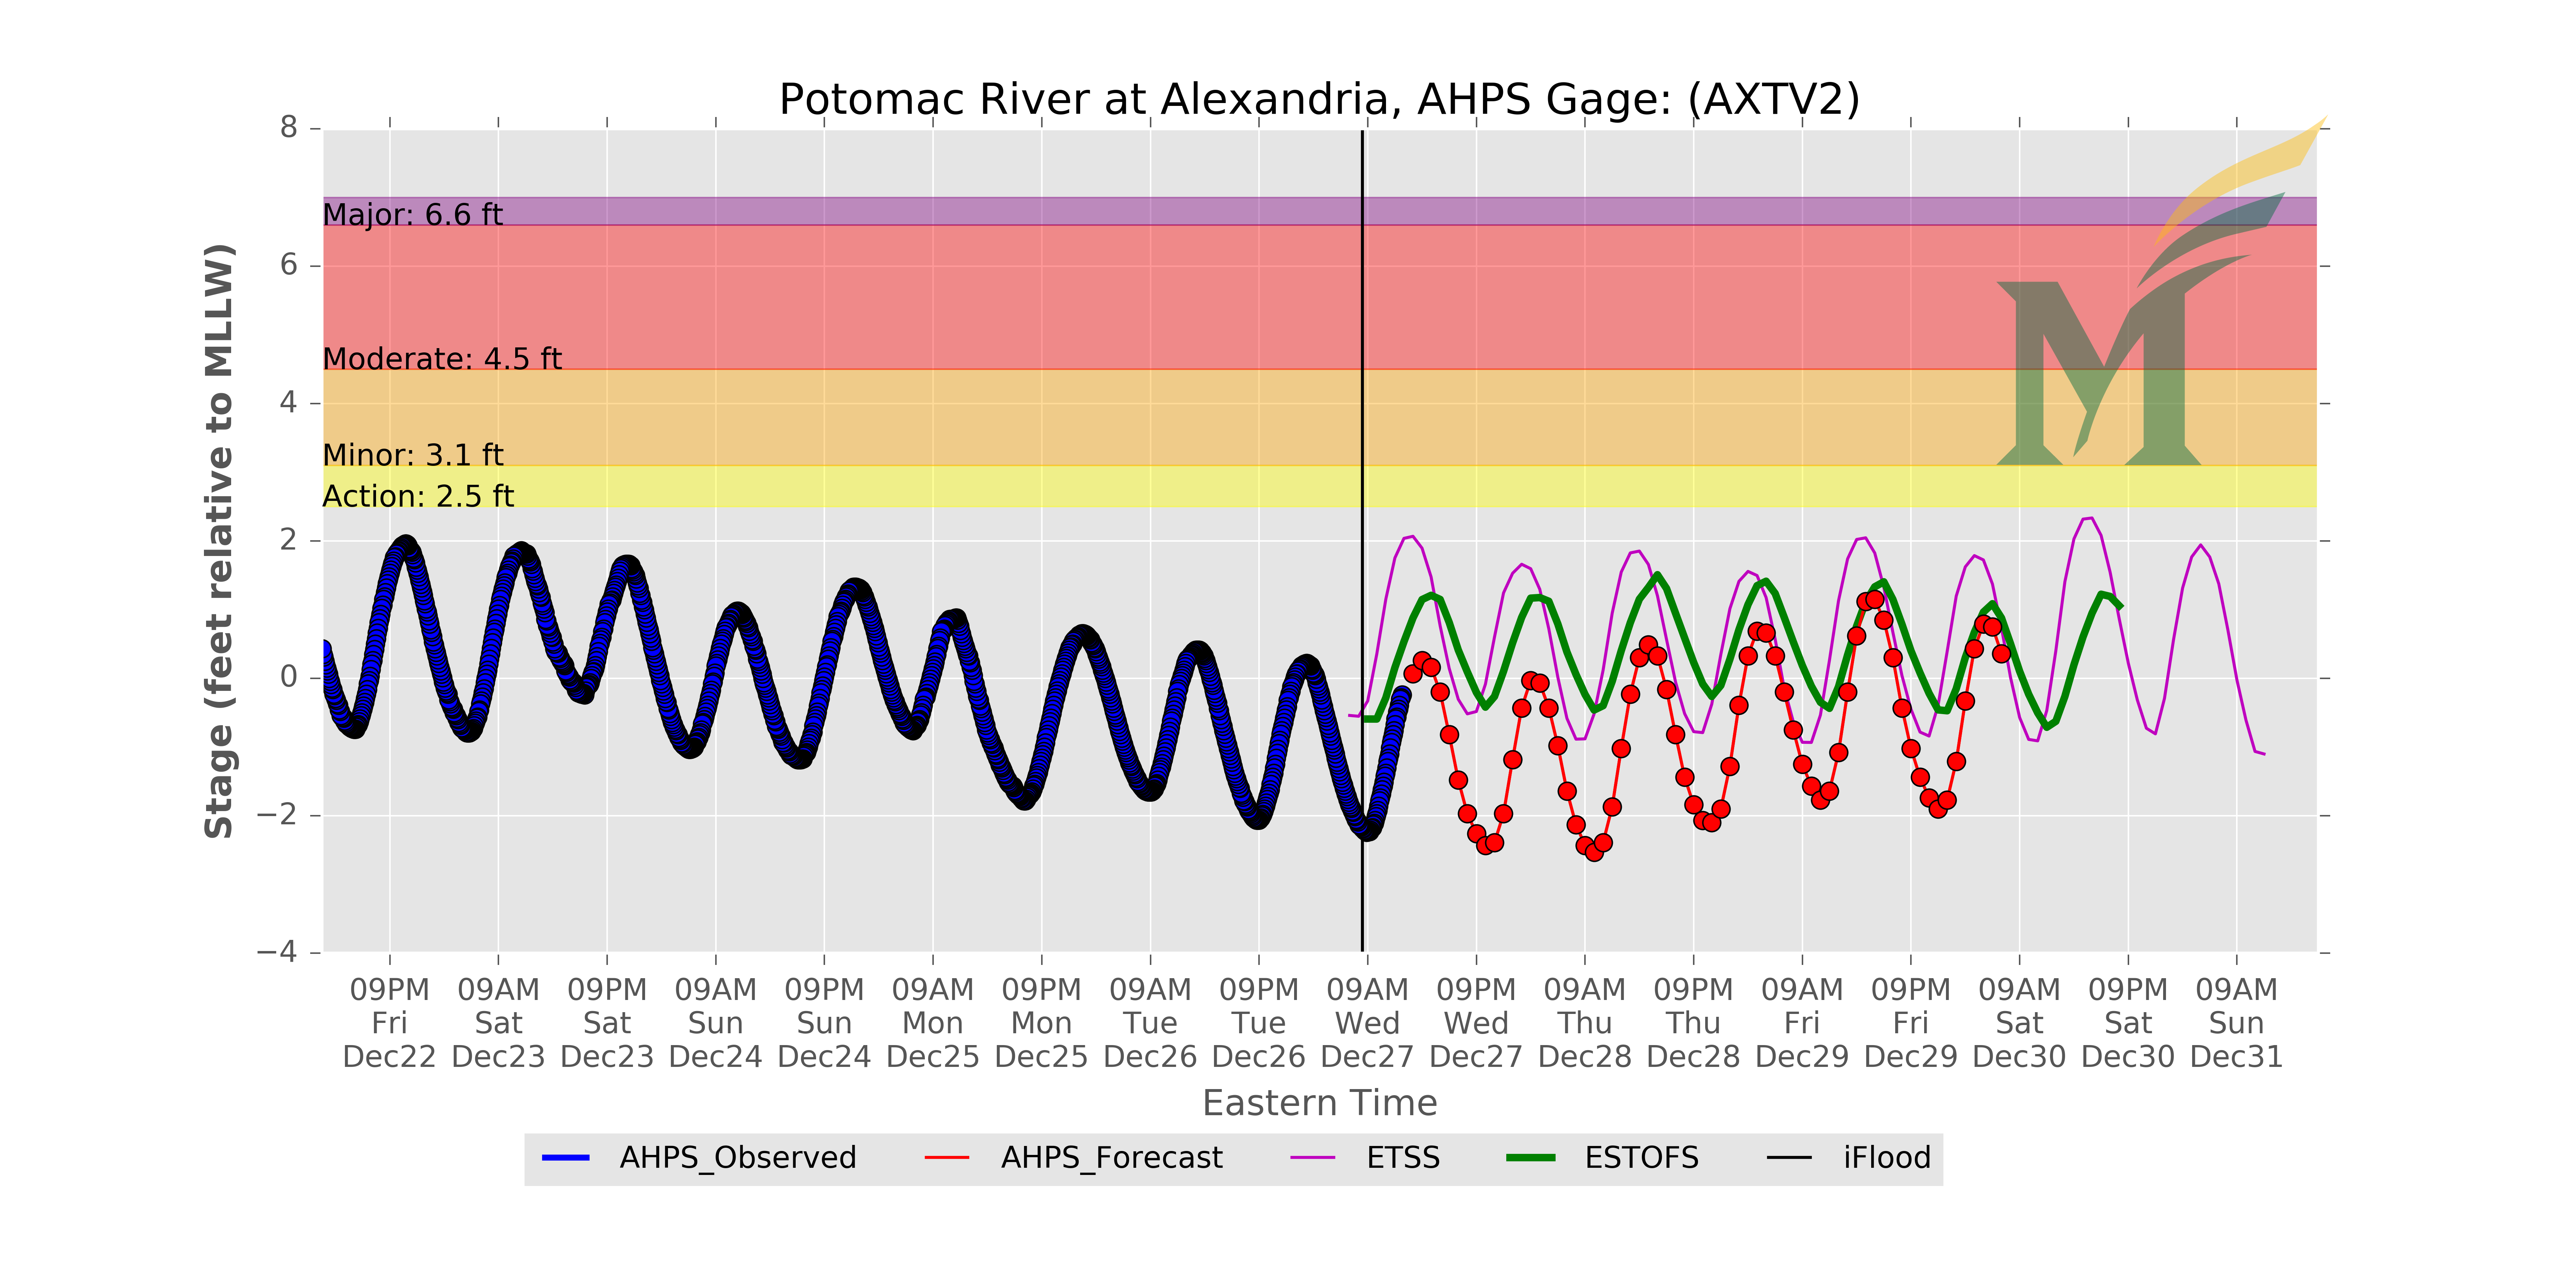 Potomac River at Alexandria, AHPS Gage: (AXTV2)
Stage (feet relative to MLLW)
8
6
4
2
0
−2
−4
Major: 6.6 ft
Moderate: 4.5 ft
Minor: 3.1 ft
Action: 2.5 ft
M
09PM 09AM 09PM 09AM 09PM 09AM 09PM 09AM 09PM 09AM 09PM 09AM 09PM 09AM 09PM 09AM 09PM 09AM
Fri Sat Sat Sun Sun Mon Mon Tue Tue Wed Wed Thu Thu Fri Fri Sat Sat Sun
Dec22 Dec23 Dec23 Dec24 Dec24 Dec25 Dec25 Dec26 Dec26 Dec27 Dec27 Dec28 Dec28 Dec29 Dec29 Dec30 Dec30 Dec31
Eastern Time
AHPS_Observed AHPS_Forecast ETSS ESTOFS iFlood